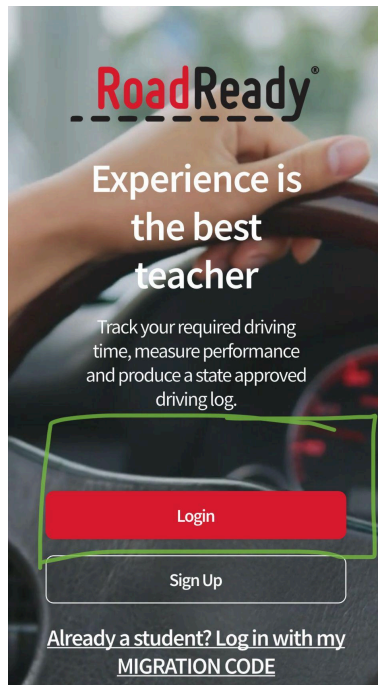 RoadReady®
Experience is
the best
teacher
Track your required driving
time, measure performance
and produce a state approved
driving log.
Login
Sign Up
Already a student? Log in with my
MIGRATION CODE